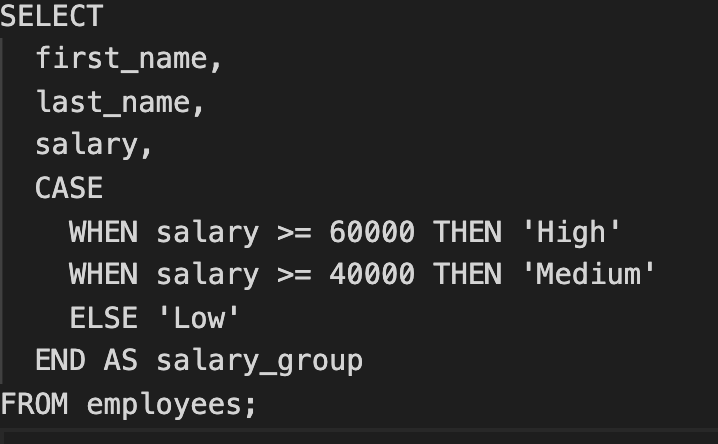 SELECT
  first_name,
  last_name,
  salary,
  CASE
    WHEN salary >= 60000 THEN 'High'
    WHEN salary >= 40000 THEN 'Medium'
    ELSE 'Low'
  END AS salary_group
FROM employees;